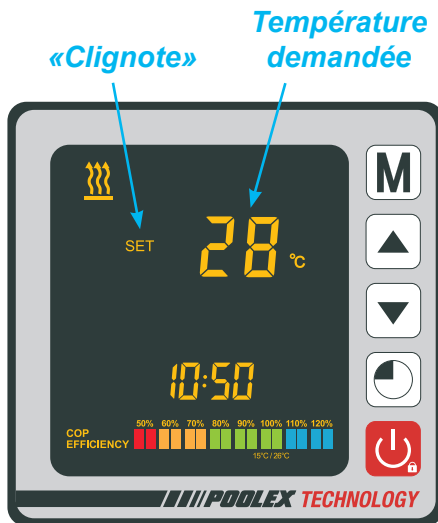 Température
«Clignote» demandée
M
SET 28 °C
10:50
50% 60% 70% 80% 90% 100% 110% 120%
COP
EFFICIENCY
15°C / 26°C
POOLEX TECHNOLOGY